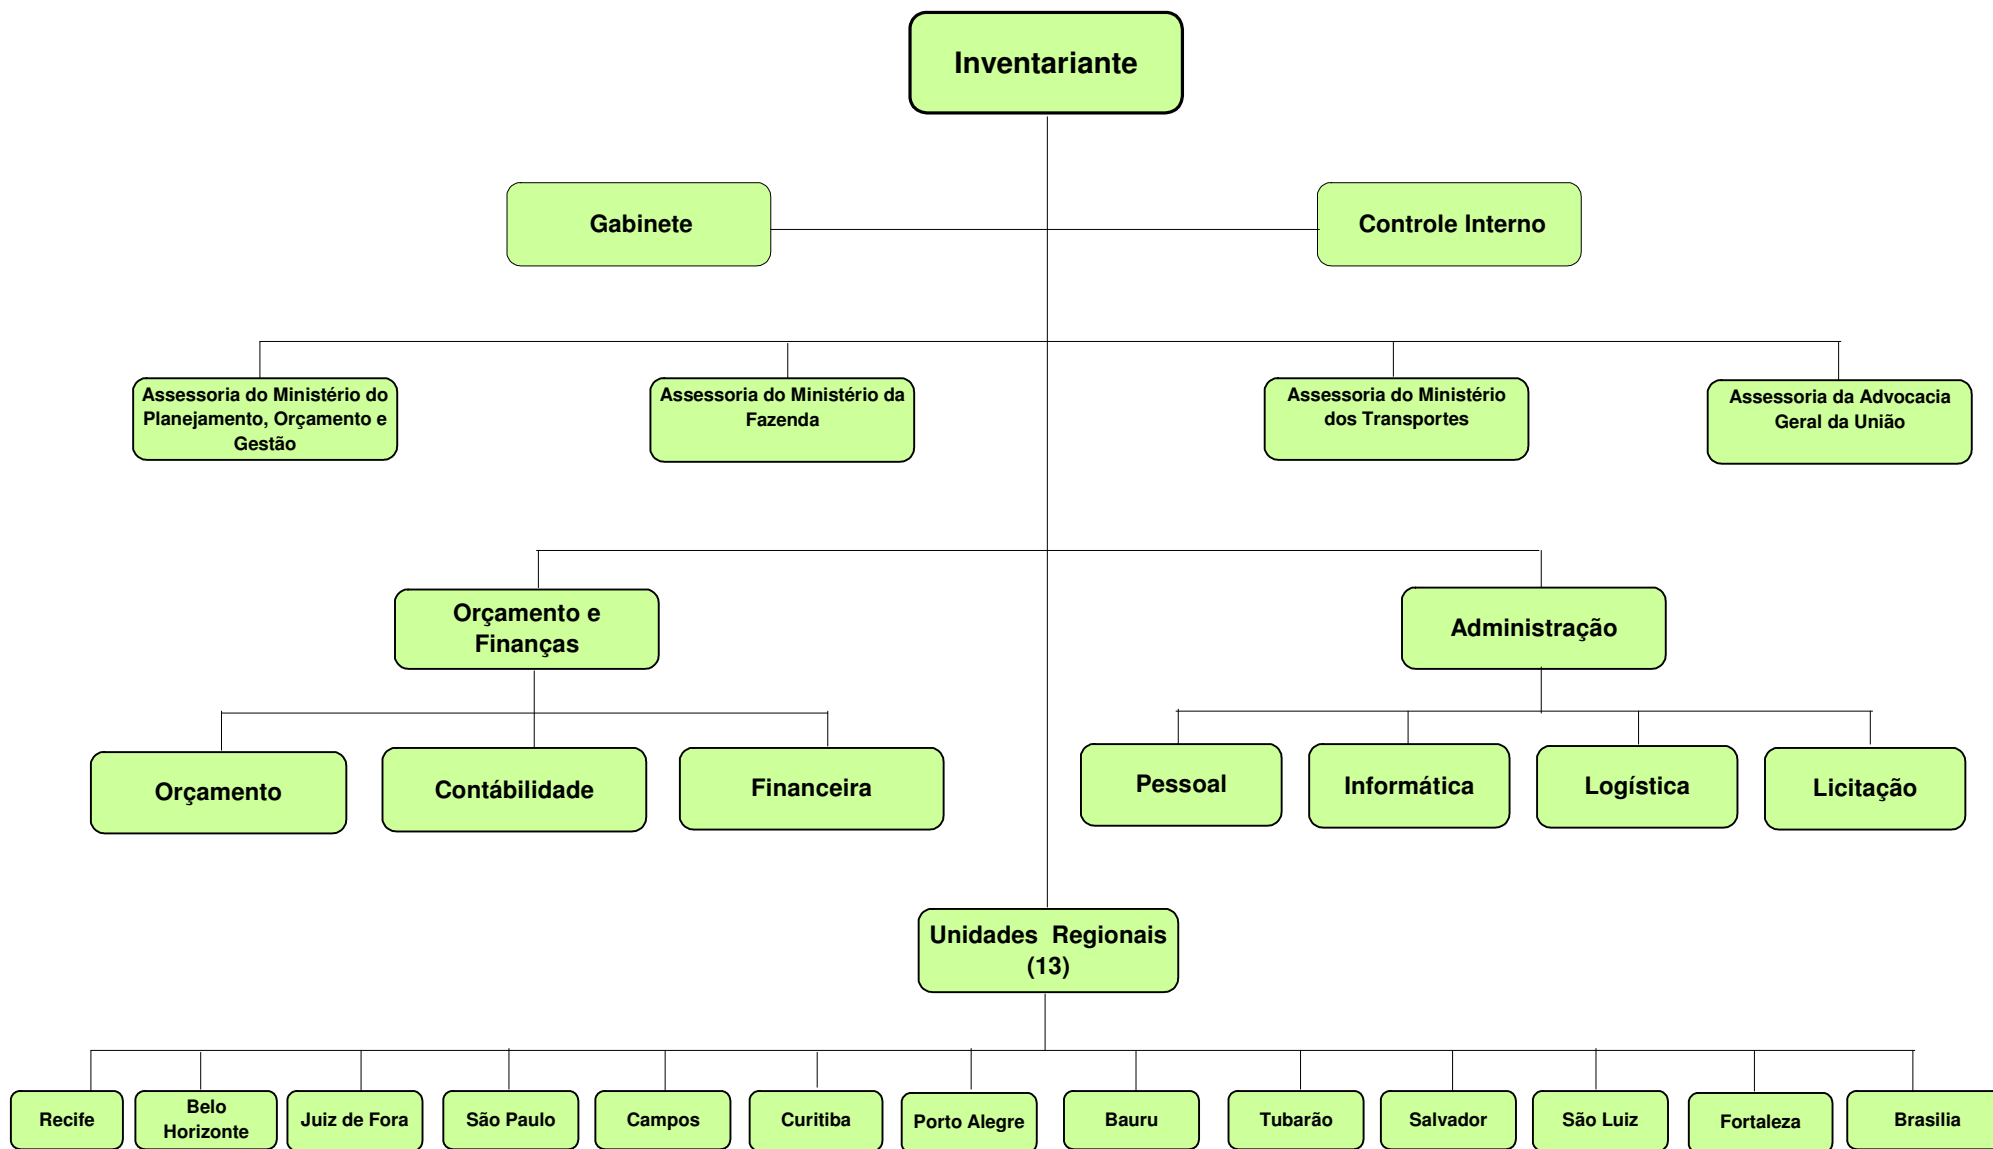 Inventariante
Gabinete
Controle Interno
Assessoria do Ministério do
Planejamento, Orçamento e
Gestão
Assessoria do Ministério da
Fazenda
Assessoria do Ministério
dos Transportes
Assessoria da Advocacia
Geral da União
Orçamento e
Finanças
Administração
Orçamento
Contábilidade
Financeira
Pessoal
Informática
Logística
Licitação
Unidades  Regionais
(13)
Recife
Belo
Horizonte
Juiz de Fora
São Paulo
Campos
Curitiba
Porto Alegre
Bauru
Tubarão
Salvador
São Luiz
Fortaleza
Brasilia